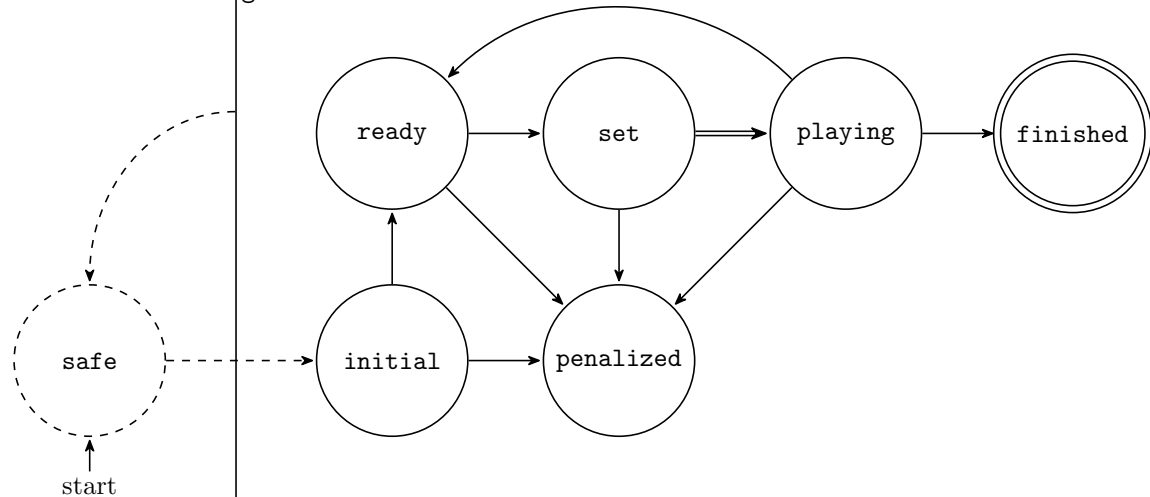 ready
set
playing
finished
safe
initial
penalized
start